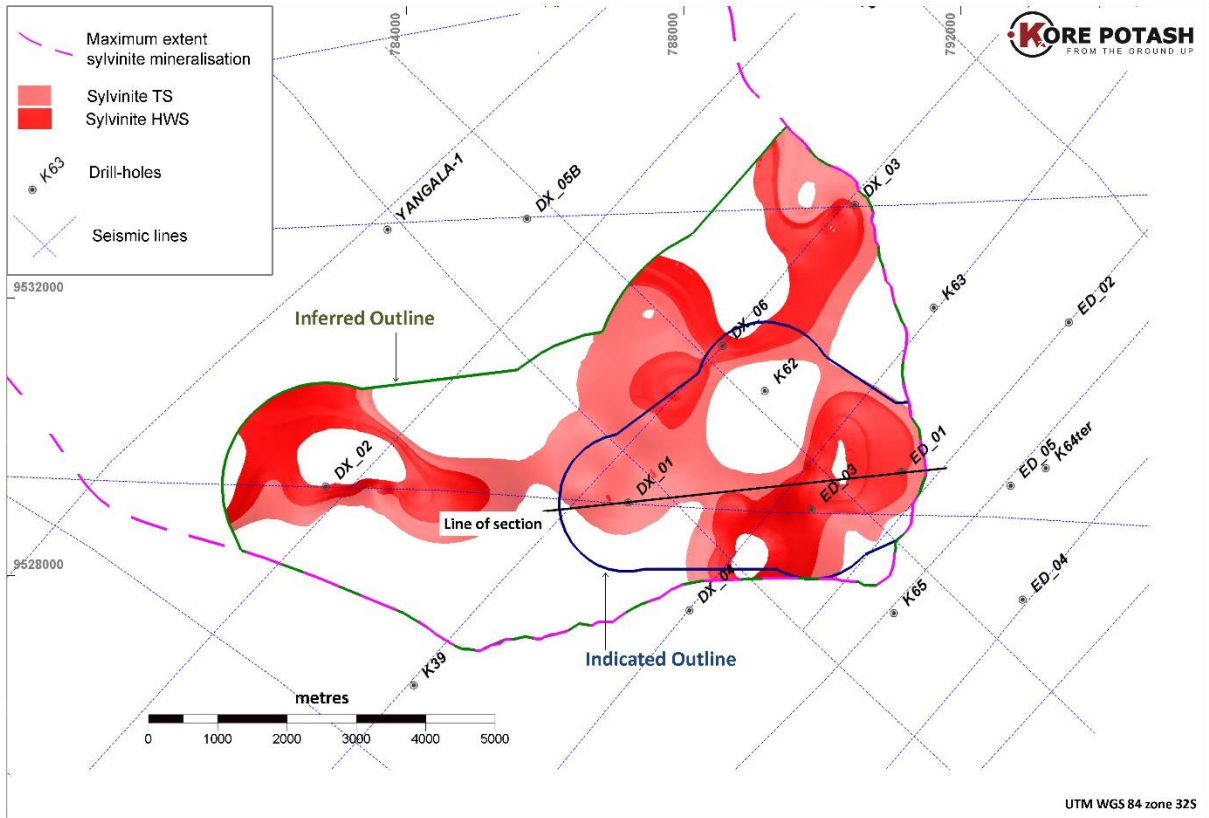 Maximum extent
sylvinite mineralisation
Sylvinite TS
Sylvinite HWS
K63
Drill-holes
Seismic lines
784000
788000
792000
KORE POTASH
FROM THE GROUND UP
YANGALA-1
DX_05B
DX_03
9532000
Inferred Outline
K63
ED_02
DX_06
K62
DX_02
DX_01
ED_03
ED_01
ED_05
K64ter
Line of section
9528000
DX_04
K65
ED_04
Indicated Outline
K39
metres
0 1000 2000 3000 4000 5000
UTM WGS 84 zone 32S